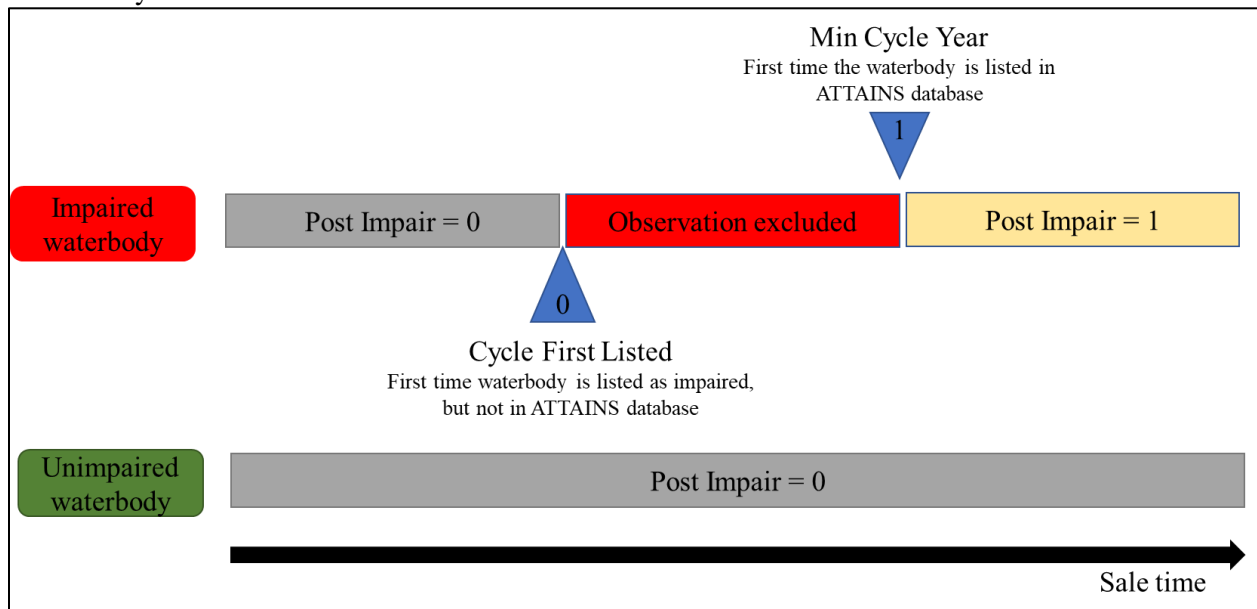 Min Cycle Year
First time the waterbody is listed in
ATTAINS database
1
Impaired
waterbody
Post Impair = 0
Observation excluded
Post Impair = 1
0
Cycle First Listed
First time waterbody is listed as impaired,
but not in ATTAINS database
Unimpaired
waterbody
Post Impair = 0
Sale time